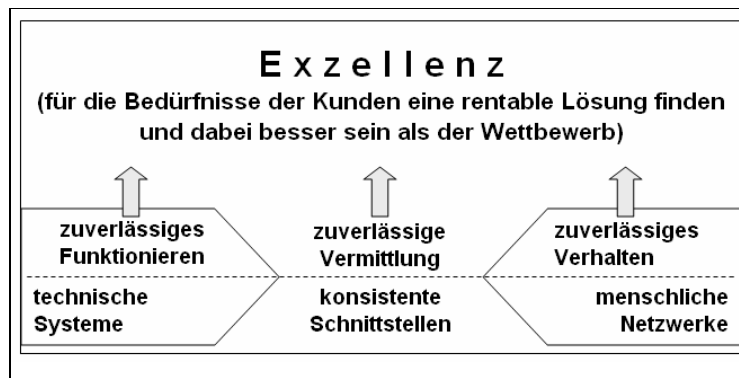 Exzellenz
(für die Bedürfnisse der Kunden eine rentable Lösung finden
und dabei besser sein als der Wettbewerb)
zuverlässiges
Funktionieren
zuverlässige
Vermittlung
zuverlässiges
Verhalten
technische
Systeme
konsistente
Schnittstellen
menschliche
Netzwerke